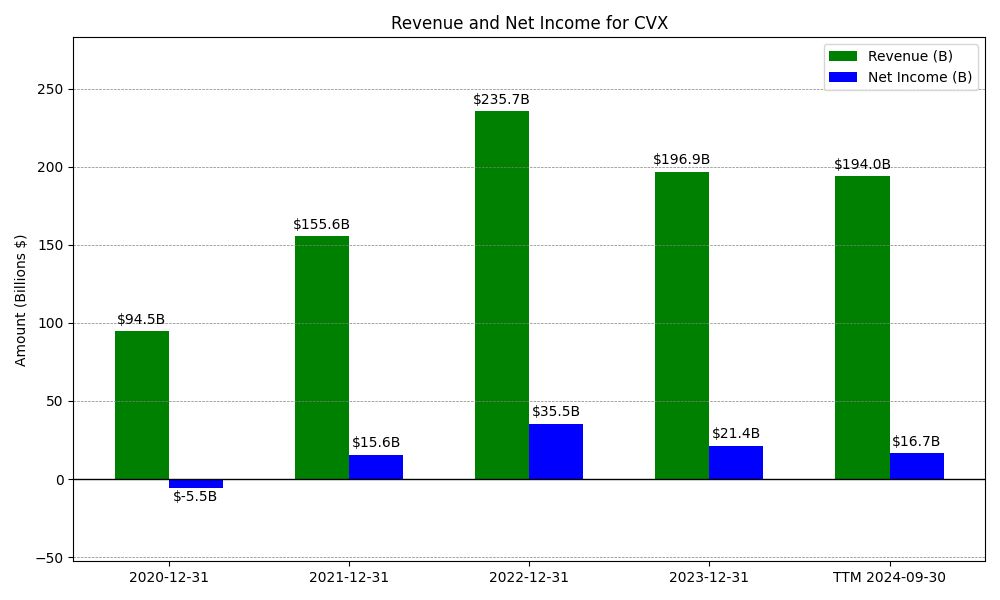 Revenue and Net Income for CVX
Revenue (B)
Net Income (B)
Amount (Billions $)
250
200
150
100
50
0
−50
$94.5B
$-5.5B
$155.6B
$15.6B
$235.7B
$35.5B
$196.9B
$21.4B
$194.0B
$16.7B
2020-12-31
2021-12-31
2022-12-31
2023-12-31
TTM 2024-09-30